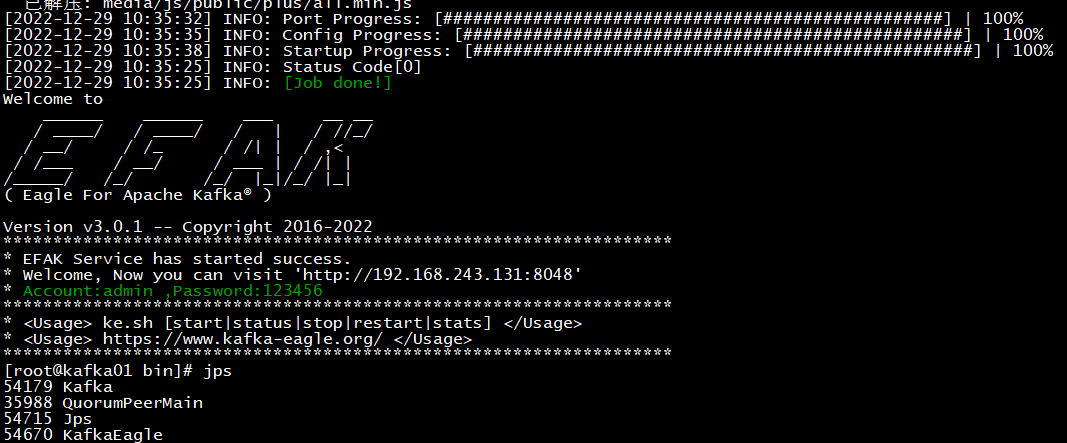 已解压: media/js/public/plus/all.min.js
[2022-12-29 10:35:32] INFO: Port Progress: [##################################################] | 100%
[2022-12-29 10:35:35] INFO: Config Progress: [##################################################] | 100%
[2022-12-29 10:35:38] INFO: Startup Progress: [##################################################] | 100%
[2022-12-29 10:35:25] INFO: Status Code[0]
[2022-12-29 10:35:25] INFO: [Job done!]
Welcome to
EFAK
( Eagle For Apache Kafka® )
Version v3.0.1 -- Copyright 2016-2022
*******************************************************************
* EFAK Service has started success.
* Welcome, Now you can visit 'http://192.168.243.131:8048'
* Account:admin ,Password:123456
*******************************************************************
* <Usage> ke.sh [start|status|stop|restart|stats] </Usage>
* <Usage> https://www.kafka-eagle.org/ </Usage>
*******************************************************************
[root@kafka01 bin]# jps
54179 Kafka
35988 QuorumPeerMain
54715 Jps
54670 KafkaEagle